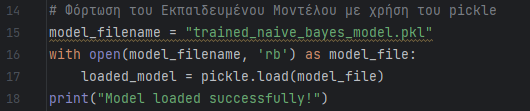 14 # Φόρτωση του Εκπαιδευμένου Μοντέλου με χρήση του pickle
15 model_filename = "trained_naive_bayes_model.pkl"
16 with open(model_filename, 'rb') as model_file:
17     loaded_model = pickle.load(model_file)
18 print("Model loaded successfully!")